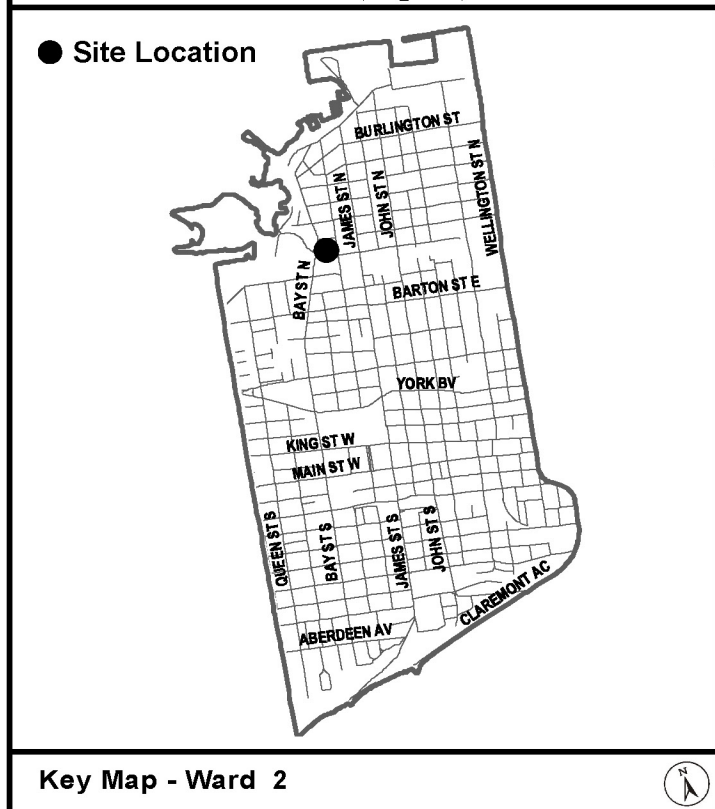 Site Location
BURLINGTON ST
JAMES ST N
JOHN ST N
WELLINGTON ST N
BAY ST N
BARTON ST E
YORK BV
KING ST W
MAIN ST W
QUEEN ST S
BAY ST S
JAMES ST S
JOHN ST S
CLAREMONT AC
ABERDEEN AV
Key Map - Ward 2
N